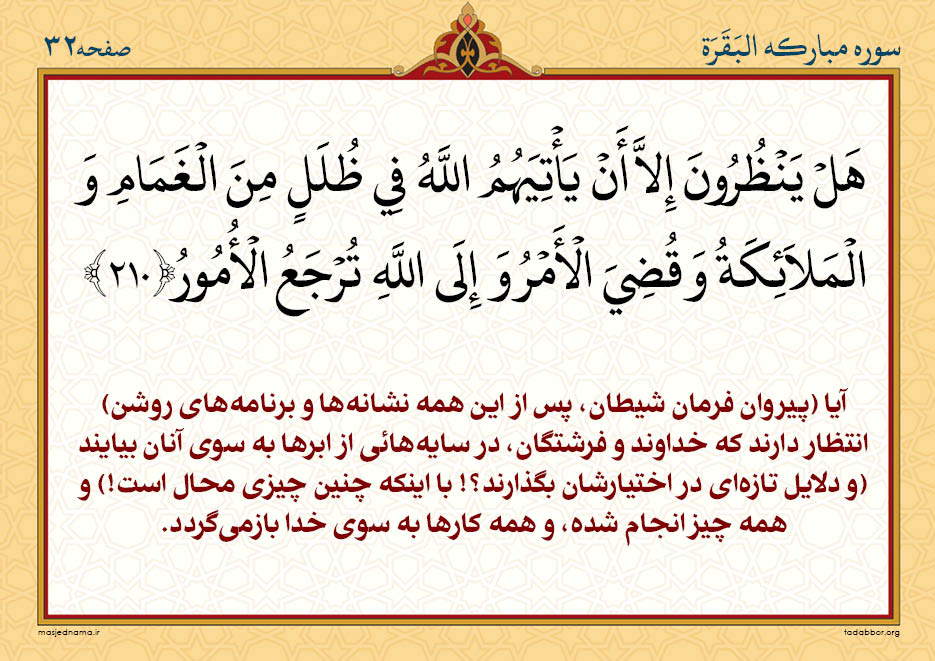 سوره مبارکه البَقَرَة
صفحه۳۲
هَلْ يَنْظُرُونَ إِلاَّ أَنْ يَأْتِيَهُمُ اللَّهُ فِي ظُلَلٍ مِنَ الْغَمَامِ وَ
الْمَلاَئِكَةُ وَ قُضِيَ الْأَمْرُ وَ إِلَى اللَّهِ تُرْجَعُ الْأُمُورُ﴿۲۱۰﴾
آیا (پیروان فرمان شیطان، پس از این همه نشانه‌ها و برنامه‌های روشن)
انتظار دارند که خداوند و فرشتگان، در سایه‌هائی از ابرها به سوی آنان بیایند
(و دلایل تازه‌ای در اختیارشان بگذارند؟! با اینکه چنین چیزی محال است!) و
همه چیز انجام شده، و همه کارها به سوی خدا بازمی‌گردد.
masjednama.ir
tadabbor.org